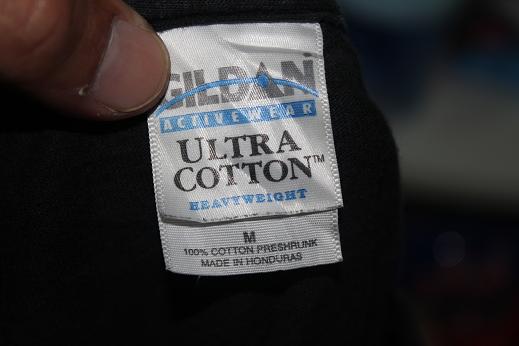 GILDAN
ACTIVEWEAR
ULTRA
COTTON™
HEAVYWEIGHT
M
100% COTTON PRESHRUNK
MADE IN HONDURAS